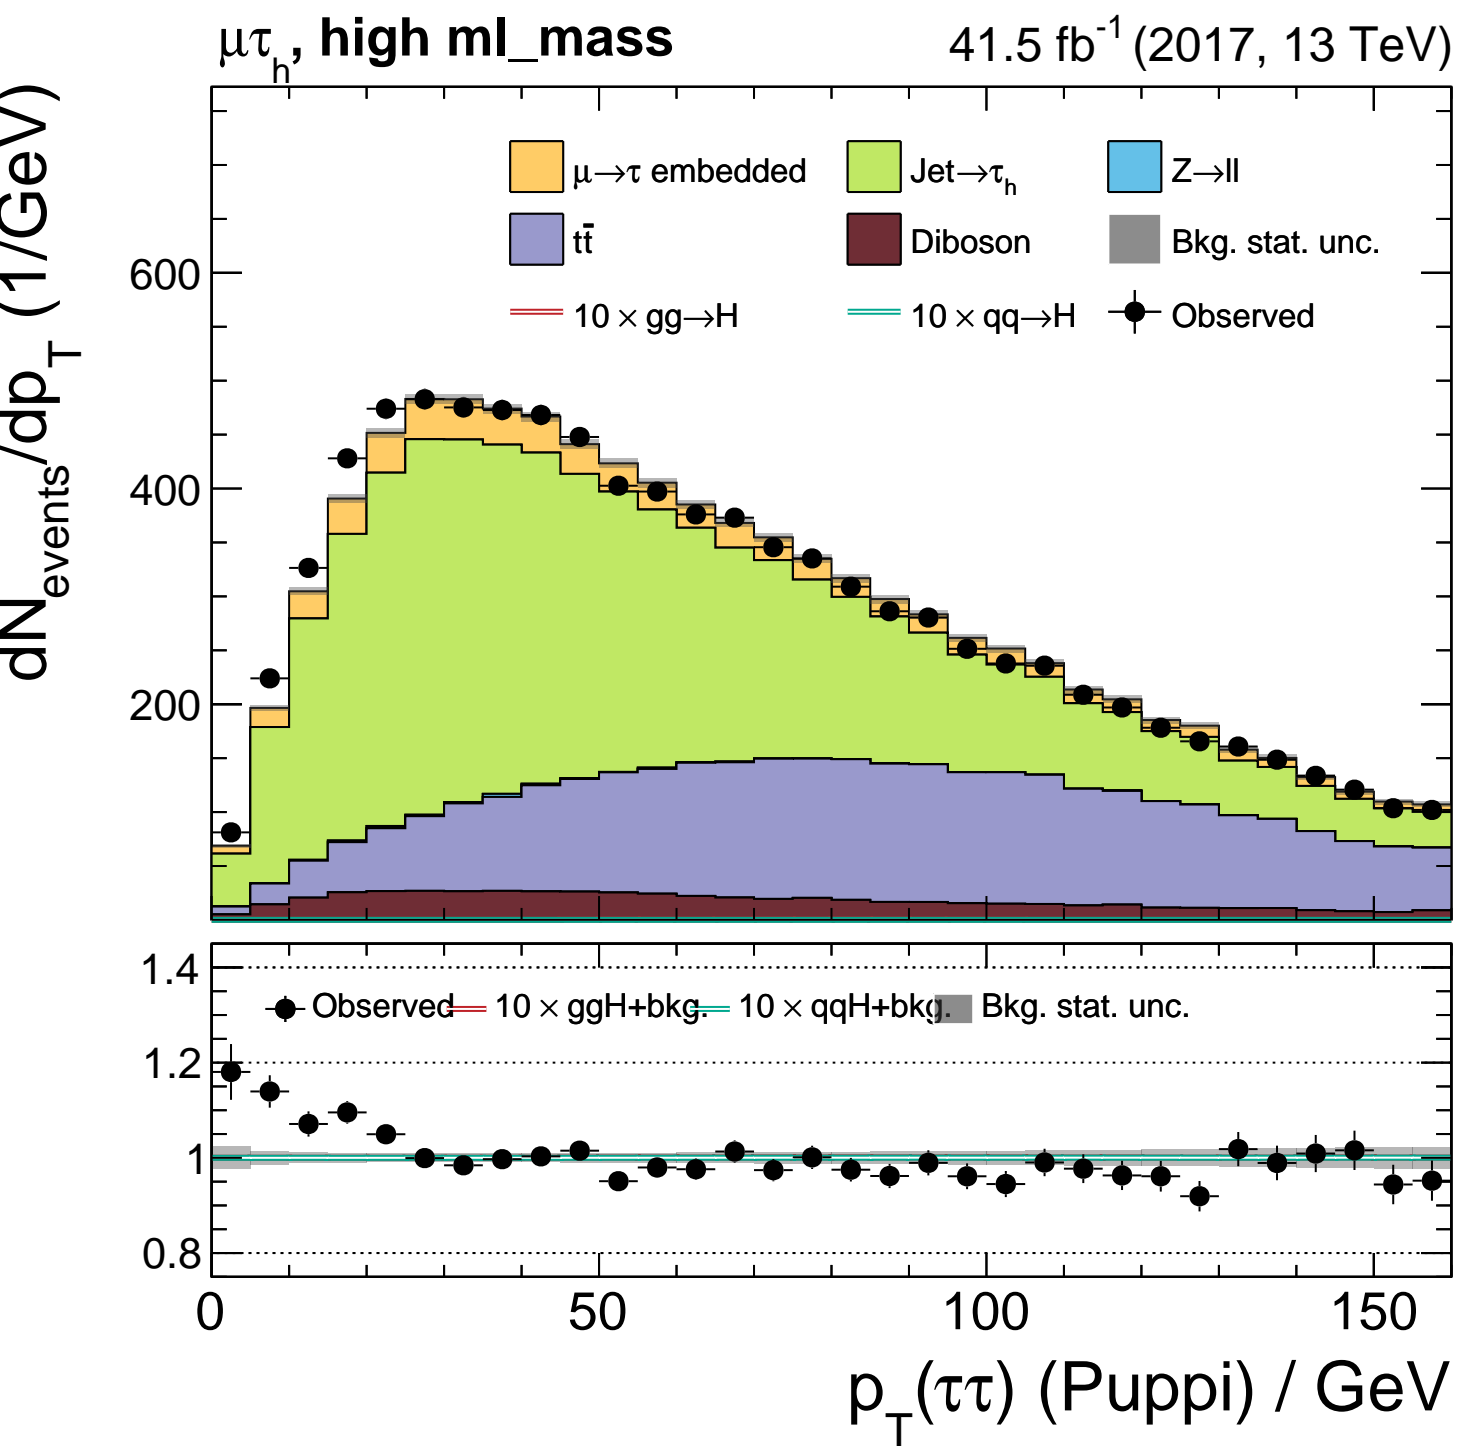 μτh, high ml_mass 41.5 fb-1 (2017, 13 TeV)
dNevents/dpT (1/GeV)
μ→τ embedded Jet→τh Z→ll
tt̄ Diboson Bkg. stat. unc.
10 × gg→H 10 × qq→H Observed
600
400
200
1.4
Observed 10 × ggH+bkg. 10 × qqH+bkg. Bkg. stat. unc.
1.2
1
0.8
0 50 100 150
pT(ττ) (Puppi) / GeV